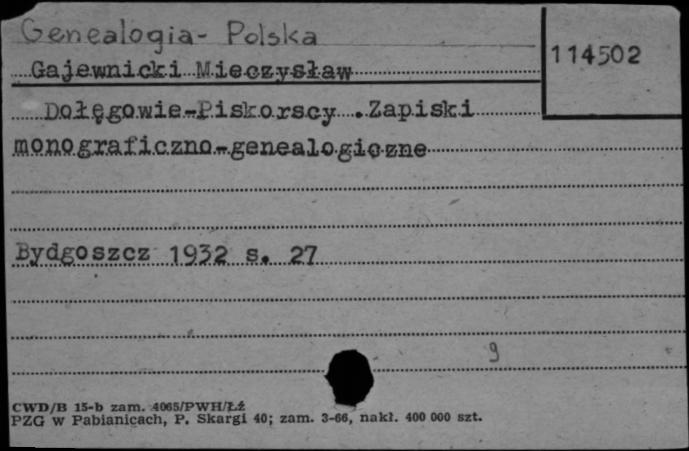 Genealogia - Polska
114502
Gajewnicki Mieczysław
Dołęgowie-Piskorscy .Zapiski
monograficzno-genealogiczne
Bydgoszcz 1932 s. 27
9
CWD/B 15-b zam. 4065/PWH/Łź
PZG w Pabianicach, P. Skargi 40; zam. 3-66, nakł. 400 000 szt.